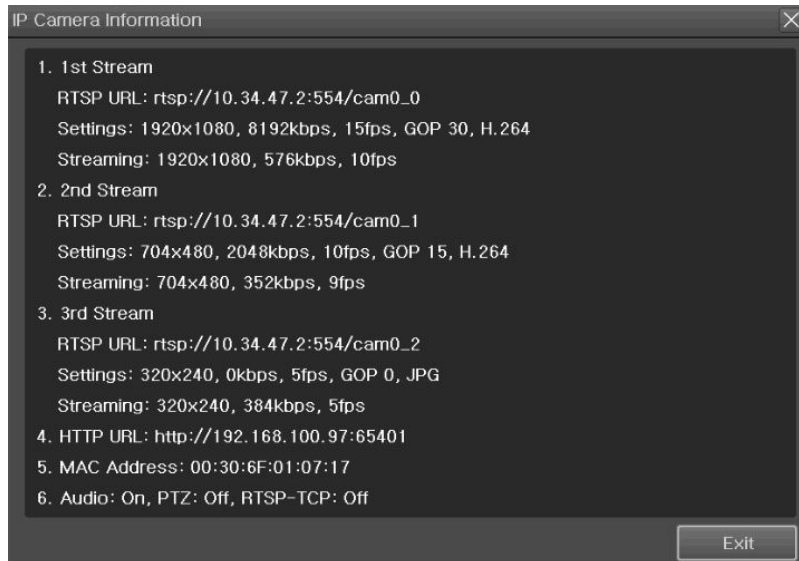 IP Camera Information
1. 1st Stream
RTSP URL: rtsp://10.34.47.2:554/cam0_0
Settings: 1920x1080, 8192kbps, 15fps, GOP 30, H.264
Streaming: 1920x1080, 576kbps, 10fps
2. 2nd Stream
RTSP URL: rtsp://10.34.47.2:554/cam0_1
Settings: 704x480, 2048kbps, 10fps, GOP 15, H.264
Streaming: 704x480, 352kbps, 9fps
3. 3rd Stream
RTSP URL: rtsp://10.34.47.2:554/cam0_2
Settings: 320x240, 0kbps, 5fps, GOP 0, JPG
Streaming: 320x240, 384kbps, 5fps
4. HTTP URL: http://192.168.100.97:65401
5. MAC Address: 00:30:6F:01:07:17
6. Audio: On, PTZ: Off, RTSP-TCP: Off
Exit